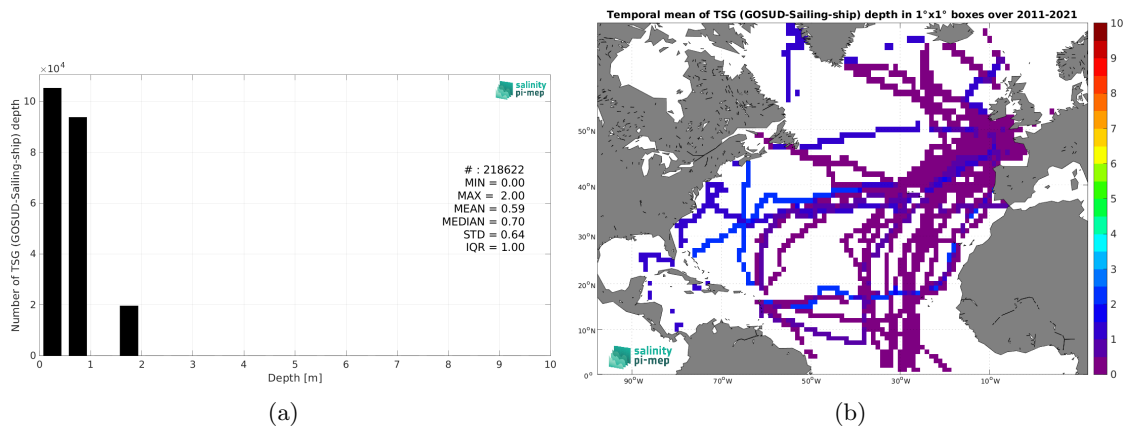 ×10⁴
10
8
6
4
2
0
Number of TSG (GOSUD-Sailing-ship) depth
0 1 2 3 4 5 6 7 8 9 10
Depth [m]
salinity
pi-mep
# : 218622
MIN = 0.00
MAX = 2.00
MEAN = 0.59
MEDIAN = 0.70
STD = 0.64
IQR = 1.00
(a)
Temporal mean of TSG (GOSUD-Sailing-ship) depth in 1°x1° boxes over 2011-2021
50°N
40°N
30°N
20°N
10°N
0°
90°W 70°W 50°W 30°W 10°W
salinity
pi-mep
10
9
8
7
6
5
4
3
2
1
0
(b)